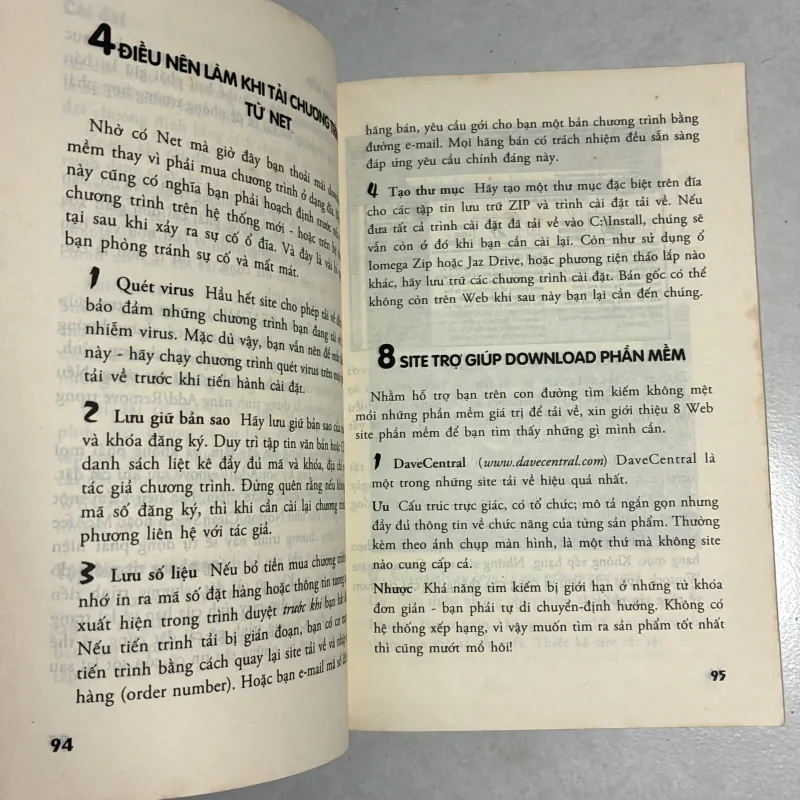 4 ĐIỀU NÊN LÀM KHI TẢI CHƯƠNG
TỪ NET
Nhờ có Net mà giờ đây bạn thoải mái
mềm thay vì phải mua chương trình ở dạng đĩa.
này cũng có nghĩa bạn phải hoạch định trước
chương trình trên hệ thống mới - hoặc trên
tại sau khi xảy ra sự cố ổ đĩa. Và đây là vài
bạn phòng tránh sự cố và mất mát.
1 Quét virus Hầu hết site cho phép tải về đều
bảo đảm những chương trình bạn đang tải về
nhiễm virus. Mặc dù vậy, bạn vẫn nên để mắt
này - hãy chạy chương trình quét virus trên
tải về trước khi tiến hành cài đặt.
2 Lưu giữ bản sao Hãy lưu giữ bản sao của
và khóa đăng ký. Duy trì tập tin văn bản hoặc
danh sách liệt kê đầy đủ mã và khóa, địa chỉ
tác giả chương trình. Đừng quên rằng nếu không
mã số đăng ký, thì khi cần cài lại chương
phương liên hệ với tác giả.
3 Lưu số liệu Nếu bỏ tiền mua chương trình
nhớ in ra mã số đặt hàng hoặc thông tin tương
xuất hiện trong trình duyệt trước khi bạn
Nếu tiến trình tải bị gián đoạn, bạn có cơ
tiến trình bằng cách quay lại site tải về và nhập
hàng (order number). Hoặc bạn e-mail mã số
94
hãng bán, yêu cầu gởi cho bạn một bản chương trình bằng
đường e-mail. Mọi hãng bán có trách nhiệm đều sẵn sàng
đáp ứng yêu cầu chính đáng này.
4 Tạo thư mục Hãy tạo một thư mục đặc biệt trên đĩa
cho các tập tin lưu trữ ZIP và trình cài đặt tải về. Nếu
đưa tất cả trình cài đặt đã tải về vào C:\Install, chúng sẽ
vẫn còn ở đó khi bạn cần cài lại. Còn như sử dụng ổ
Iomega Zip hoặc Jaz Drive, hoặc phương tiện tháo lắp nào
khác, hãy lưu trữ các chương trình cài đặt. Bản gốc có thể
không còn trên Web khi sau này bạn lại cần đến chúng.
8 SITE TRỢ GIÚP DOWNLOAD PHẦN MỀM
Nhằm hỗ trợ bạn trên con đường tìm kiếm không mệt
mỏi những phần mềm giá trị để tải về, xin giới thiệu 8 Web
site phần mềm để bạn tìm thấy những gì mình cần.
1 DaveCentral (www.davecentral.com) DaveCentral là
một trong những site tải về hiệu quả nhất.
Ưu Cấu trúc trực giác, có tổ chức; mô tả ngắn gọn nhưng
đầy đủ thông tin về chức năng của từng sản phẩm. Thường
kèm theo ảnh chụp màn hình, là một thứ mà không site
nào cung cấp cả.
Nhược Khả năng tìm kiếm bị giới hạn ở những từ khóa
đơn giản - bạn phải tự di chuyển-định hướng. Không có
hệ thống xếp hạng, vì vậy muốn tìm ra sản phẩm tốt nhất
thì cũng mướt mồ hôi!
95